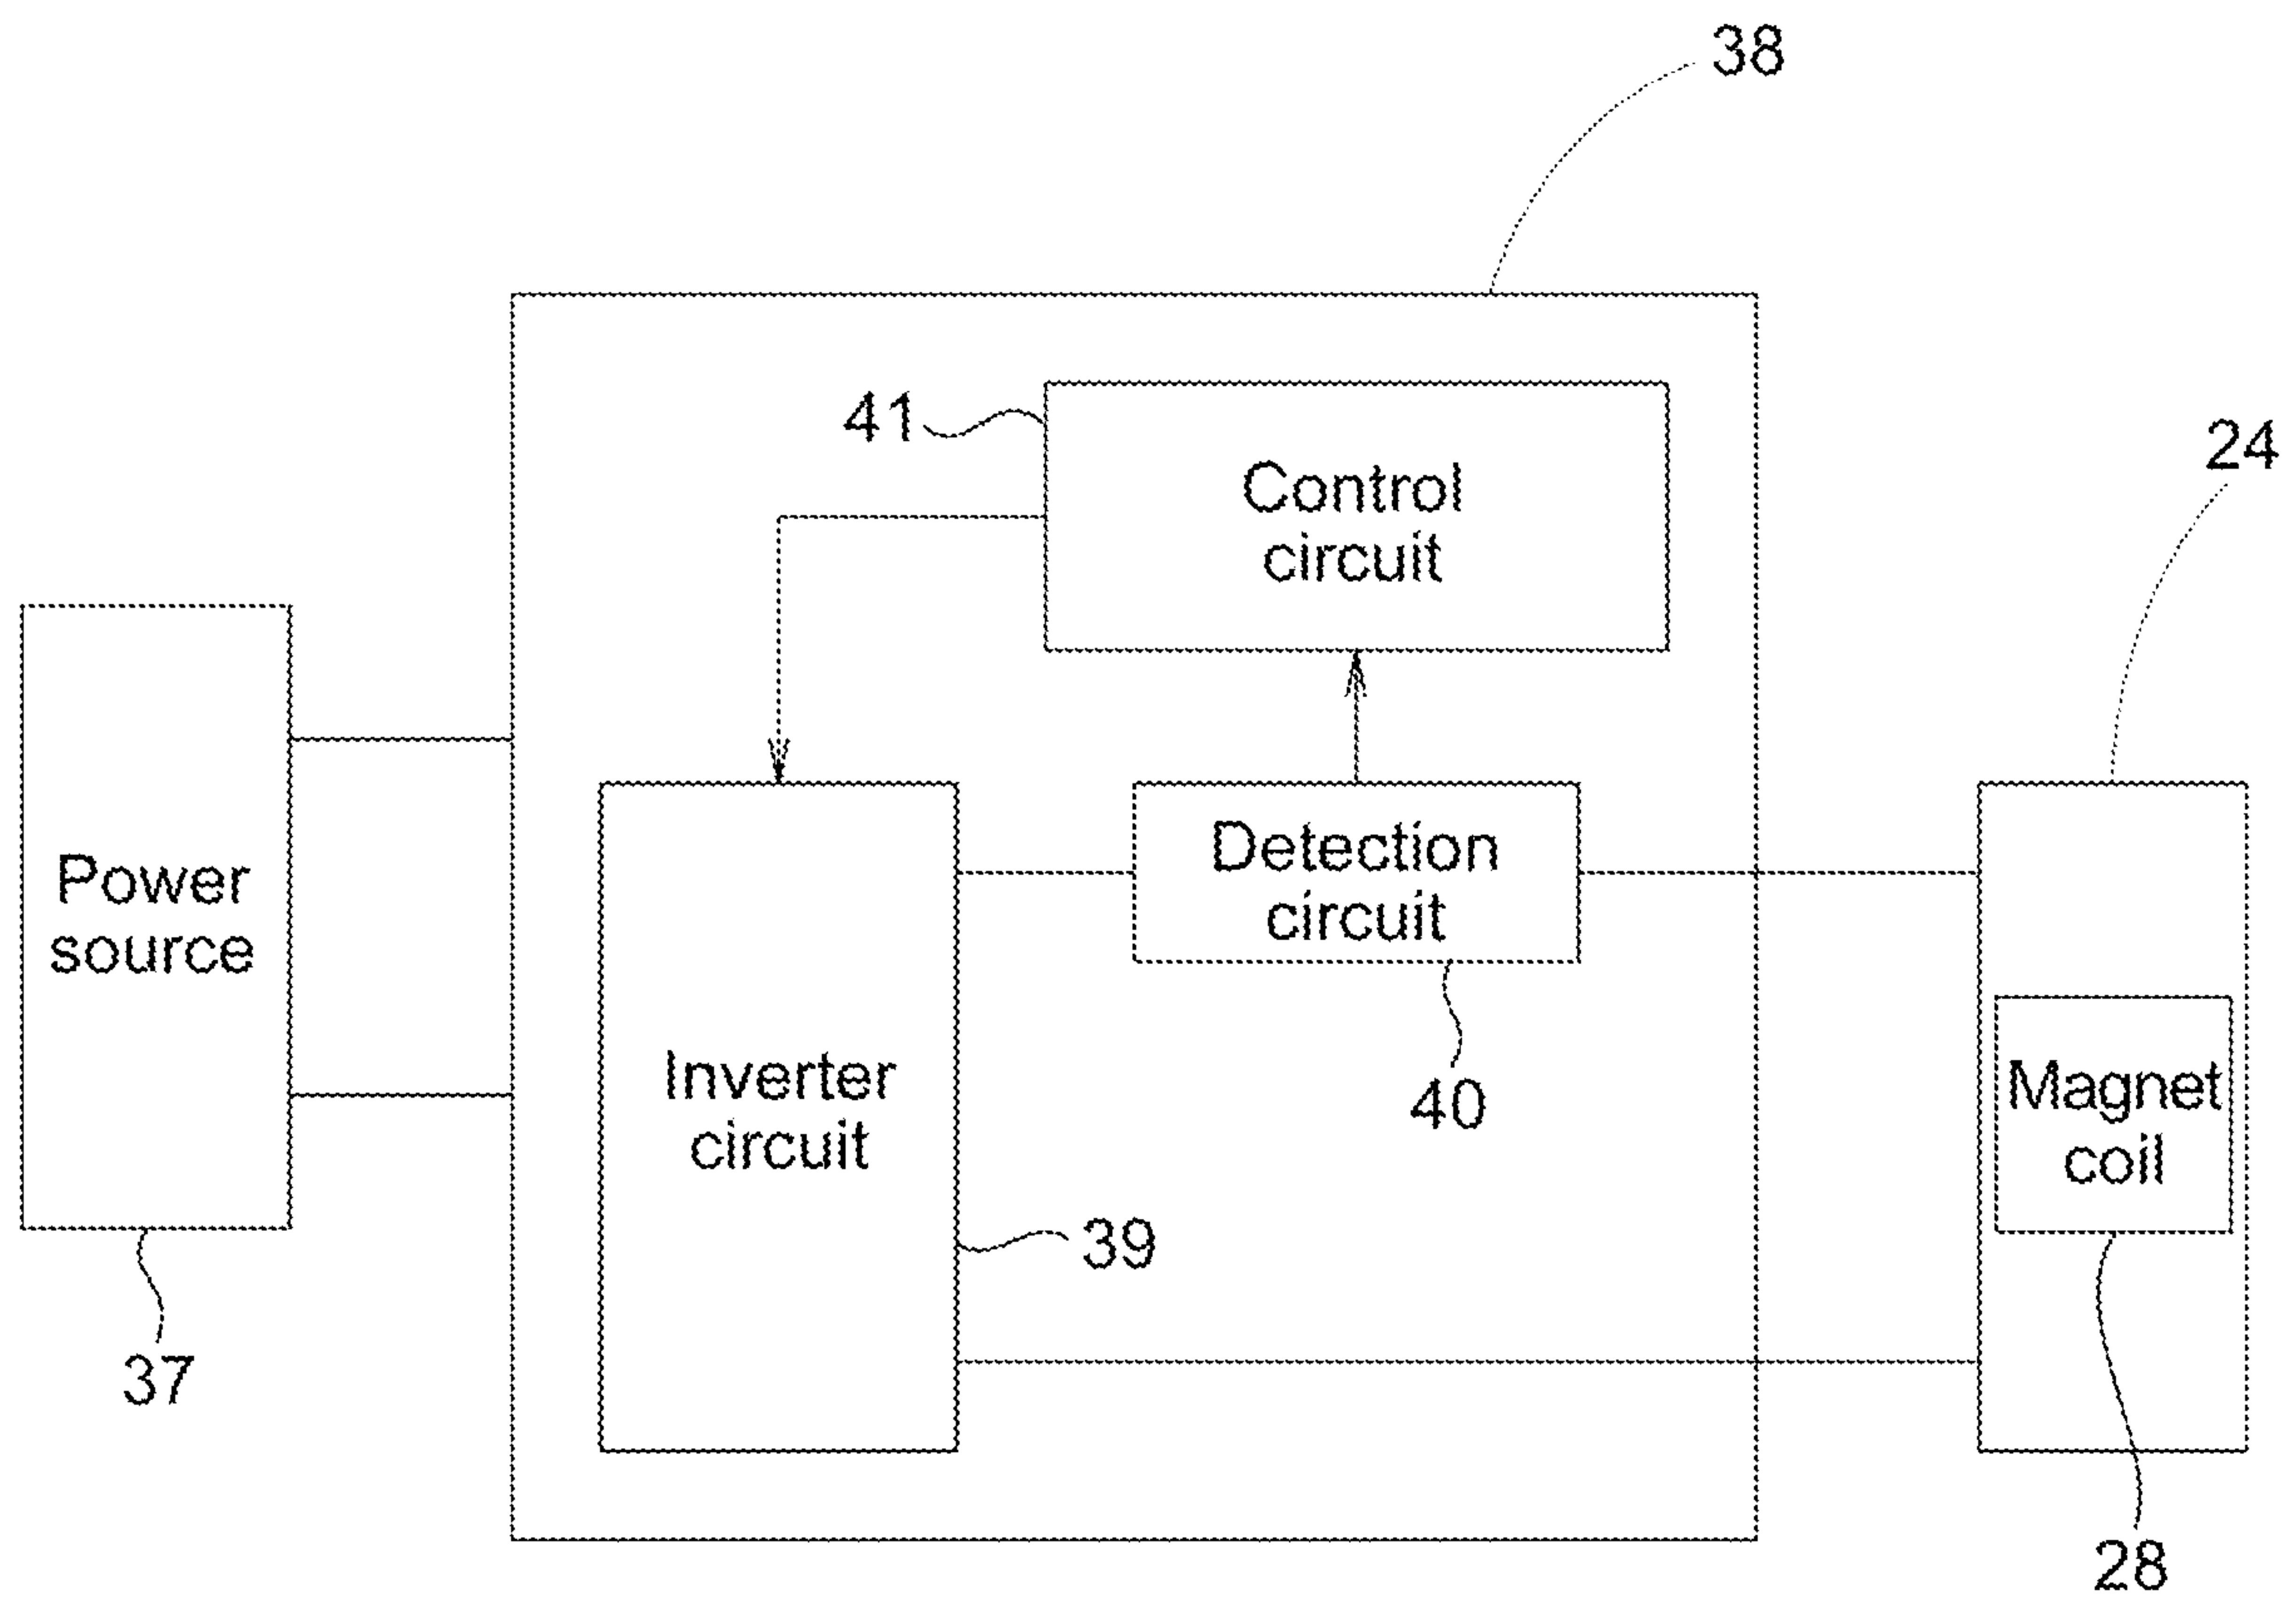 38
41
Control
circuit
24
Power
source
Detection
circuit
Inverter
circuit
40
Magnet
coil
39
37
28